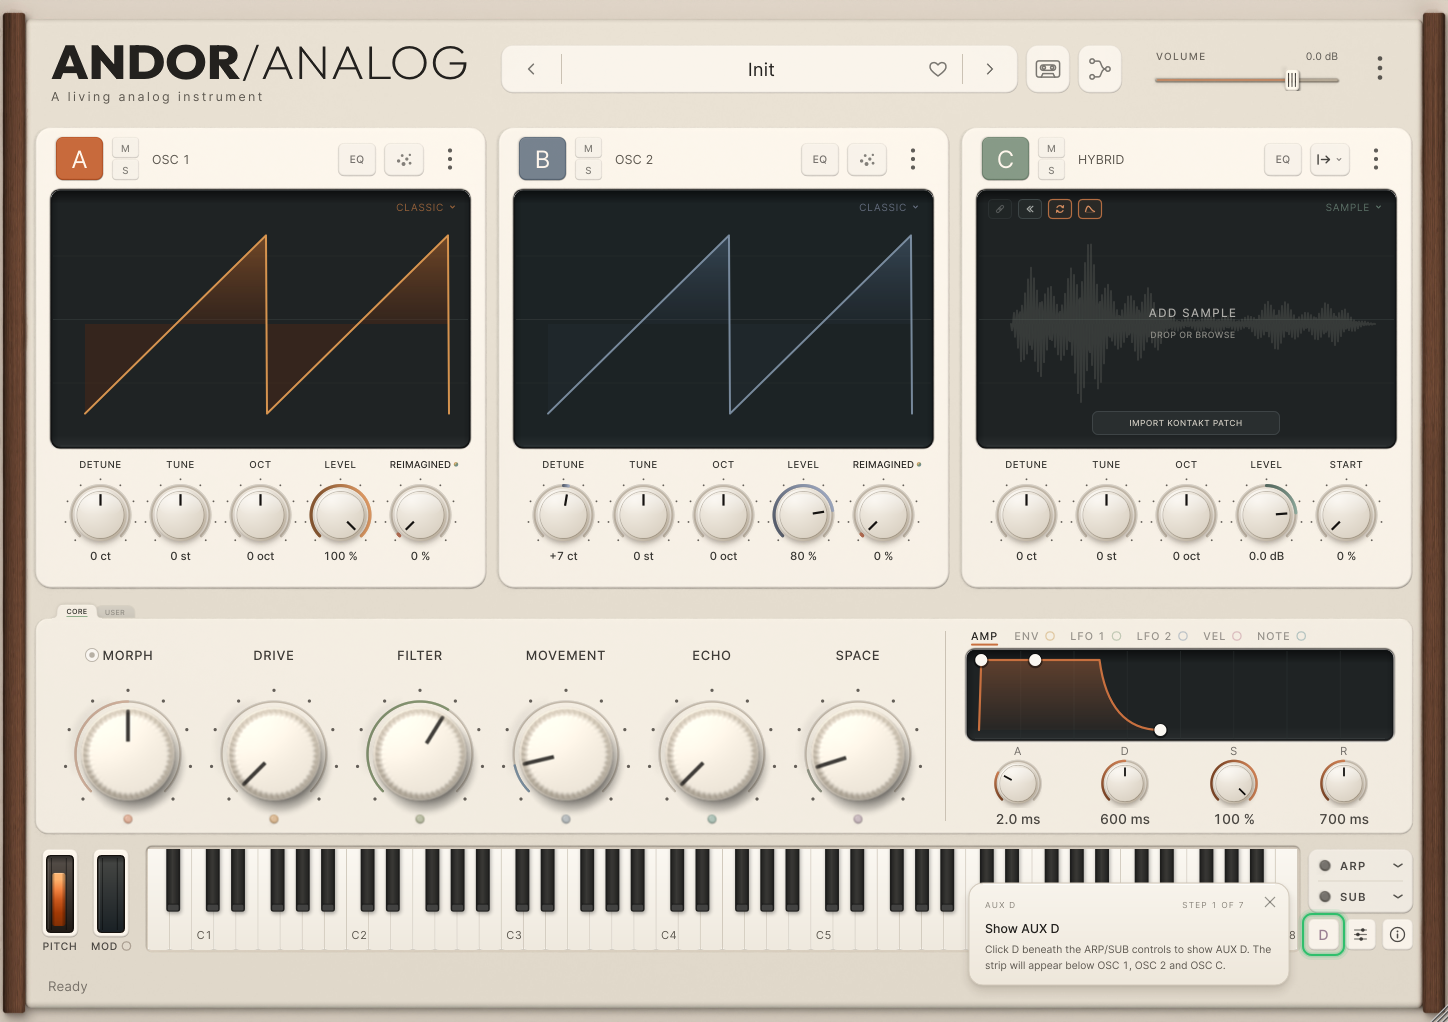 ANDOR/ANALOG
A living analog instrument
Init
VOLUME 0.0 dB
A M S OSC 1 EQ
CLASSIC
DETUNE TUNE OCT LEVEL REIMAGINED
0 ct 0 st 0 oct 100 % 0 %
B M S OSC 2 EQ
CLASSIC
DETUNE TUNE OCT LEVEL REIMAGINED
+7 ct 0 st 0 oct 80 % 0 %
C M S HYBRID EQ
SAMPLE
ADD SAMPLE
DROP OR BROWSE
IMPORT KONTAKT PATCH
DETUNE TUNE OCT LEVEL START
0 ct 0 st 0 oct 0.0 dB 0 %
CORE USER
MORPH DRIVE FILTER MOVEMENT ECHO SPACE
AMP ENV LFO 1 LFO 2 VEL NOTE
A D S R
2.0 ms 600 ms 100 % 700 ms
PITCH MOD
C1 C2 C3 C4 C5 8
ARP
SUB
D
AUX D STEP 1 OF 7
Show AUX D
Click D beneath the ARP/SUB controls to show AUX D. The
strip will appear below OSC 1, OSC 2 and OSC C.
Ready